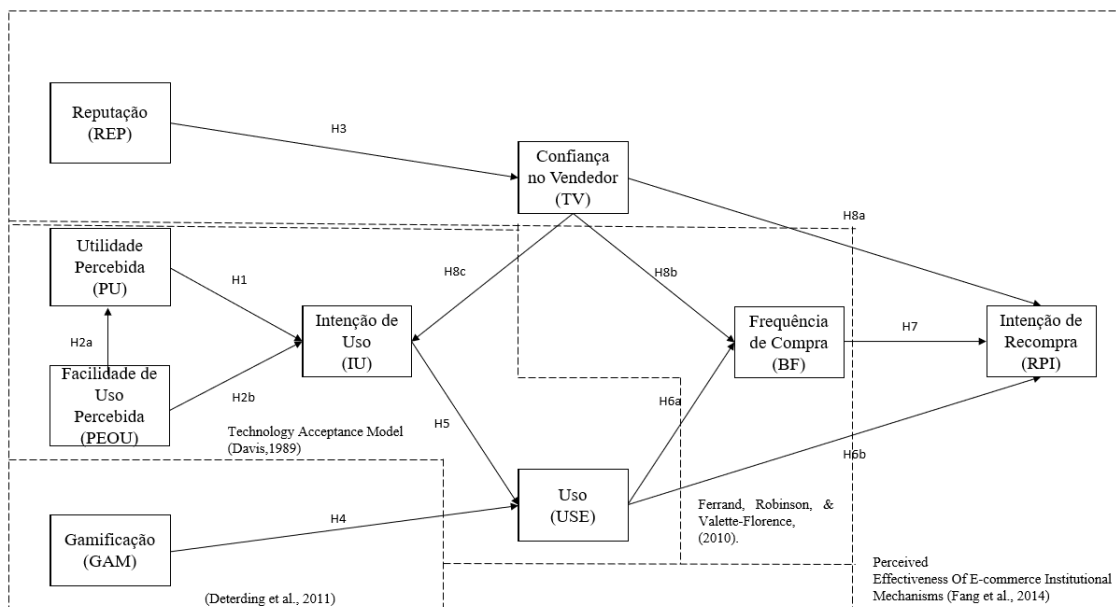 Reputação
(REP)
H3
Confiança
no Vendedor
(TV)
H8a
Utilidade
Percebida
(PU)
H1
H8c
H8b
H2a
Intenção de
Uso
(IU)
Frequência
de Compra
(BF)
H7
Intenção de
Recompra
(RPI)
Facilidade de
Uso
Percebida
(PEOU)
H2b
H5
H6a
Technology Acceptance Model
(Davis,1989)
H6b
Uso
(USE)
Ferrand, Robinson, &
Valette-Florence,
(2010).
Gamificação
(GAM)
H4
(Deterding et al., 2011)
Perceived
Effectiveness Of E-commerce Institutional
Mechanisms (Fang et al., 2014)